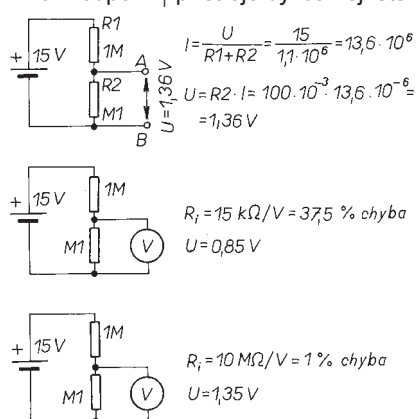 R1
15 V
+
1M
A
R2
M1
U=1,36V
B
I = U / R1+R2 = 15 / 1,1·10⁶ = 13,6·10⁶
U = R2·I = 100·10⁻³·13,6·10⁻⁶ =
= 1,36 V
15 V
+
1M
M1
V
Rᵢ = 15 kΩ/V = 37,5 % chyba
U = 0,85 V
15 V
+
1M
M1
V
Rᵢ = 10 MΩ/V = 1 % chyba
U = 1,35 V